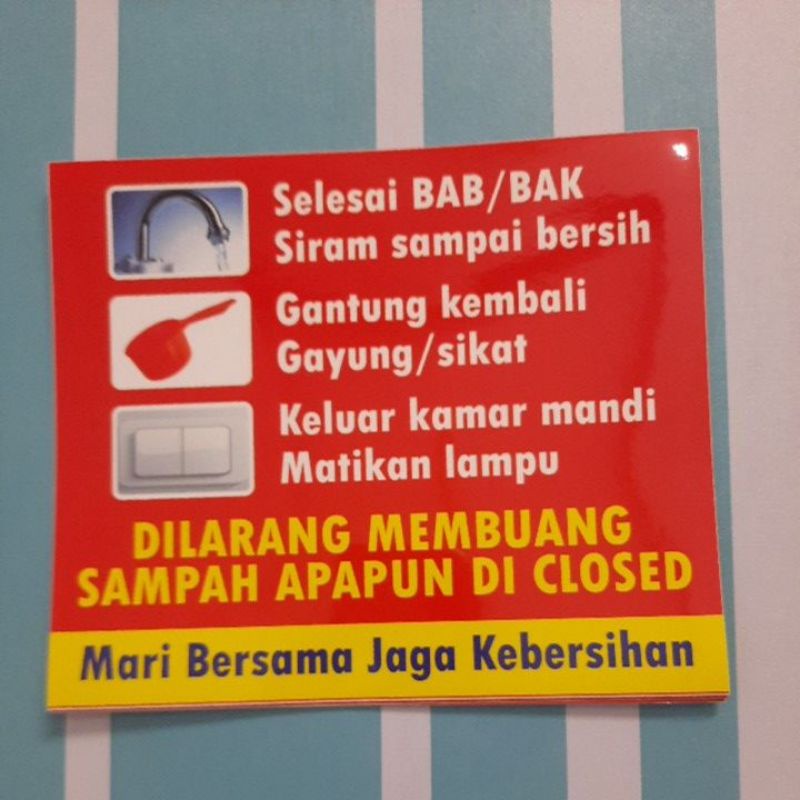 Selesai BAB/BAK
Siram sampai bersih
Gantung kembali
Gayung/sikat
Keluar kamar mandi
Matikan lampu
DILARANG MEMBUANG
SAMPAH APAPUN DI CLOSED
Mari Bersama Jaga Kebersihan